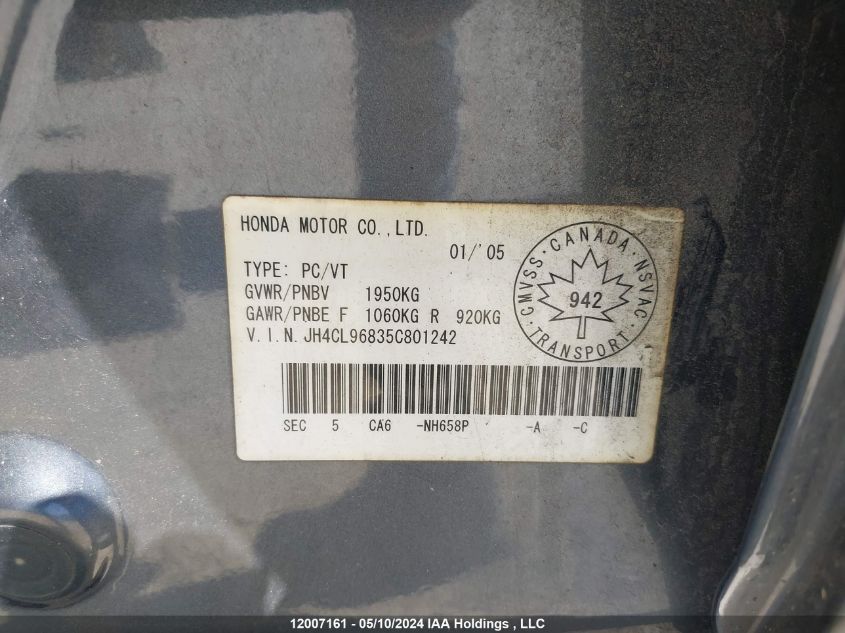 HONDA MOTOR CO.,LTD.
01/'05
TYPE: PC/VT
GVWR/PNBV 1950KG
GAWR/PNBE F 1060KG R 920KG
V.I.N. JH4CL96835C801242
CMVSS · CANADA · NSVAC ·
942
TRANSPORT ·
SEC 5 CA6 -NH658P -A -C
12007161 - 05/10/2024 IAA Holdings , LLC